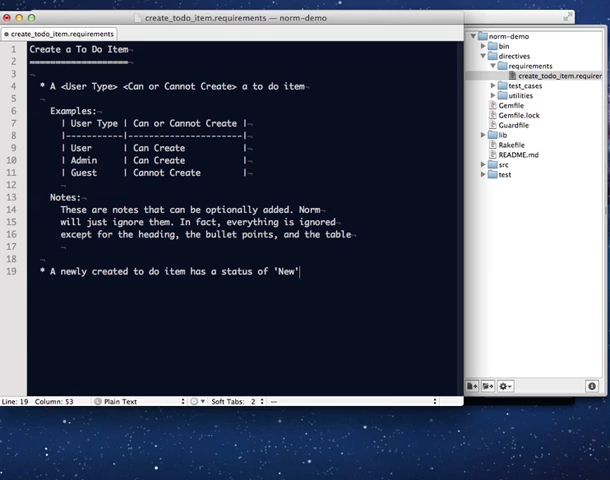 create_todo_item.requirements — norm-demo
create_todo_item.requirements
1 Create a To Do Item
2 ===================
3
4 * A <User Type> <Can or Cannot Create> a to do item
5
6 Examples:
7 | User Type | Can or Cannot Create |
8 |-----------|----------------------|
9 | User | Can Create |
10 | Admin | Can Create |
11 | Guest | Cannot Create |
12
13 Notes:
14 These are notes that can be optionally added. Norm
15 will just ignore them. In fact, everything is ignored
16 except for the heading, the bullet points, and the table
17
18
19 * A newly created to do item has a status of 'New'
Line: 19 Column: 53 Plain Text Soft Tabs: 2 —
norm-demo
bin
directives
requirements
create_todo_item.requirer
test_cases
utilities
Gemfile
Gemfile.lock
Guardfile
lib
Rakefile
README.md
src
test